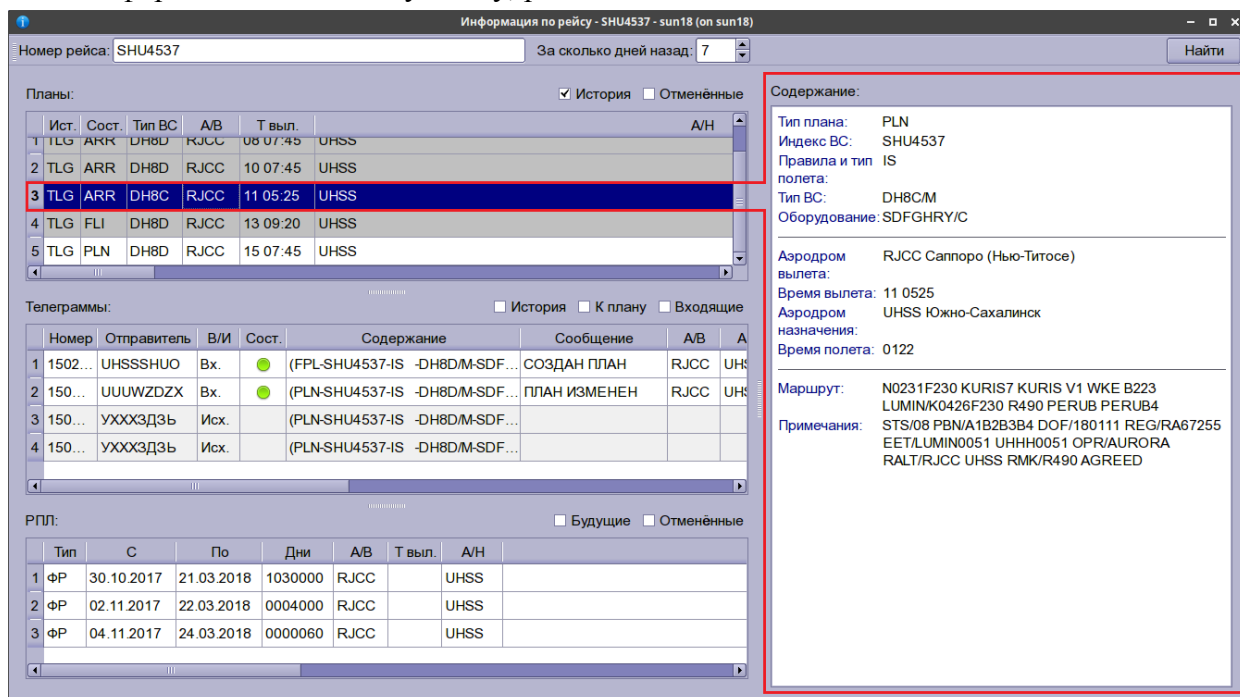 Информация по рейсу - SHU4537 - sun18 (on sun18)
Номер рейса: SHU4537 За сколько дней назад: 7 Найти
Планы: История Отменённые
Ист. Сост. Тип ВС А/В Т выл. А/Н
1 TLG ARR DH8D RJCC 08 07:45 UHSS
2 TLG ARR DH8D RJCC 10 07:45 UHSS
3 TLG ARR DH8C RJCC 11 05:25 UHSS
4 TLG FLI DH8D RJCC 13 09:20 UHSS
5 TLG PLN DH8D RJCC 15 07:45 UHSS
Телеграммы: История К плану Входящие
Номер Отправитель В/И Сост. Содержание Сообщение А/В А
1 1502... UHSSSHUO Вх. (FPL-SHU4537-IS -DH8D/M-SDF... СОЗДАН ПЛАН RJCC UHS
2 150... UUUWZDZX Вх. (PLN-SHU4537-IS -DH8D/M-SDF... ПЛАН ИЗМЕНЕН RJCC UHS
3 150... УХХХЗДЗЬ Исх. (PLN-SHU4537-IS -DH8D/M-SDF...
4 150... УХХХЗДЗЬ Исх. (PLN-SHU4537-IS -DH8D/M-SDF...
РПЛ: Будущие Отменённые
Тип С По Дни А/В Т выл. А/Н
1 ФР 30.10.2017 21.03.2018 1030000 RJCC UHSS
2 ФР 02.11.2017 22.03.2018 0004000 RJCC UHSS
3 ФР 04.11.2017 24.03.2018 0000060 RJCC UHSS
Содержание:
Тип плана: PLN
Индекс ВС: SHU4537
Правила и тип IS
полета:
Тип ВС: DH8C/M
Оборудование: SDFGHRY/C
Аэродром RJCC Саппоро (Нью-Титосе)
вылета:
Время вылета: 11 0525
Аэродром UHSS Южно-Сахалинск
назначения:
Время полета: 0122
Маршрут: N0231F230 KURIS7 KURIS V1 WKE B223
LUMIN/K0426F230 R490 PERUB PERUB4
Примечания: STS/08 PBN/A1B2B3B4 DOF/180111 REG/RA67255
EET/LUMIN0051 UHHH0051 OPR/AURORA
RALT/RJCC UHSS RMK/R490 AGREED